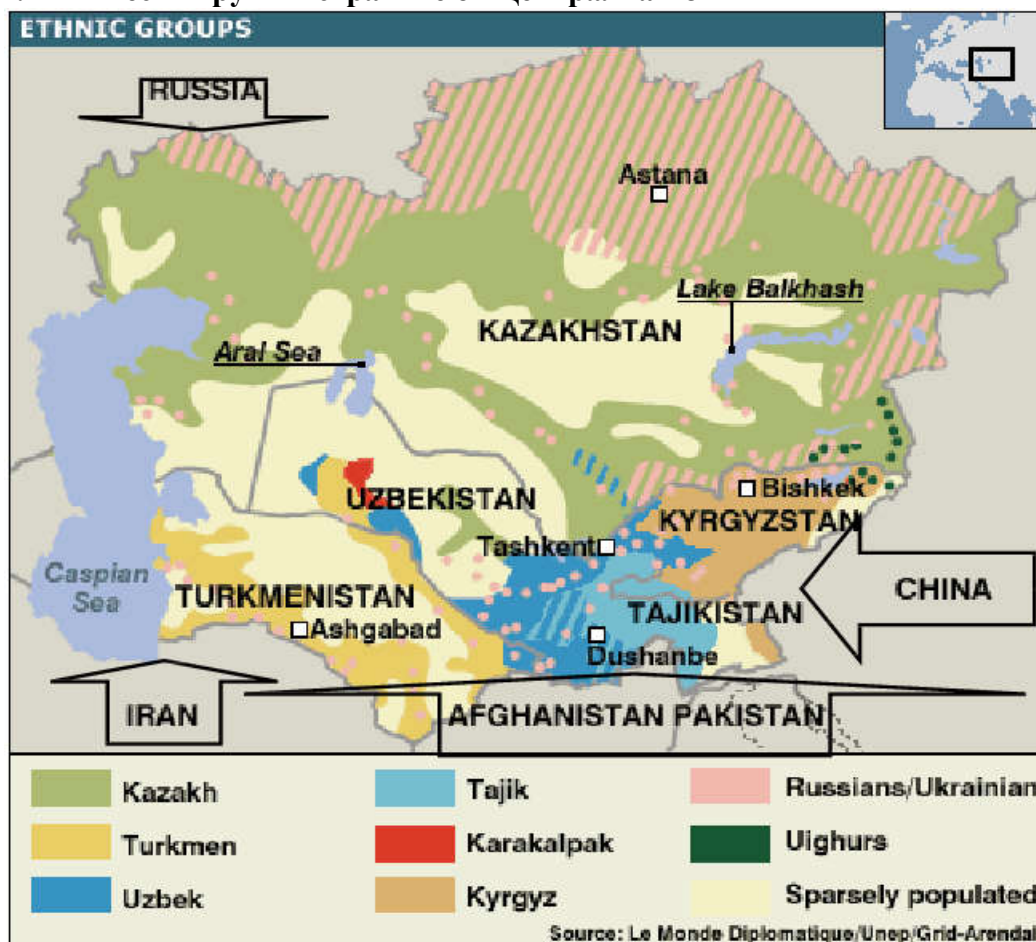 ETHNIC GROUPS
RUSSIA
Astana
Lake Balkhash
KAZAKHSTAN
Aral Sea
UZBEKISTAN
Bishkek
KYRGYZSTAN
Tashkent
Caspian
Sea
TURKMENISTAN
CHINA
TAJIKISTAN
Ashgabad
Dushanbe
IRAN
AFGHANISTAN PAKISTAN
Kazakh
Tajik
Russians/Ukrainian
Turkmen
Karakalpak
Uighurs
Uzbek
Kyrgyz
Sparsely populated
Source: Le Monde Diplomatique/Unep/Grid-Arendal